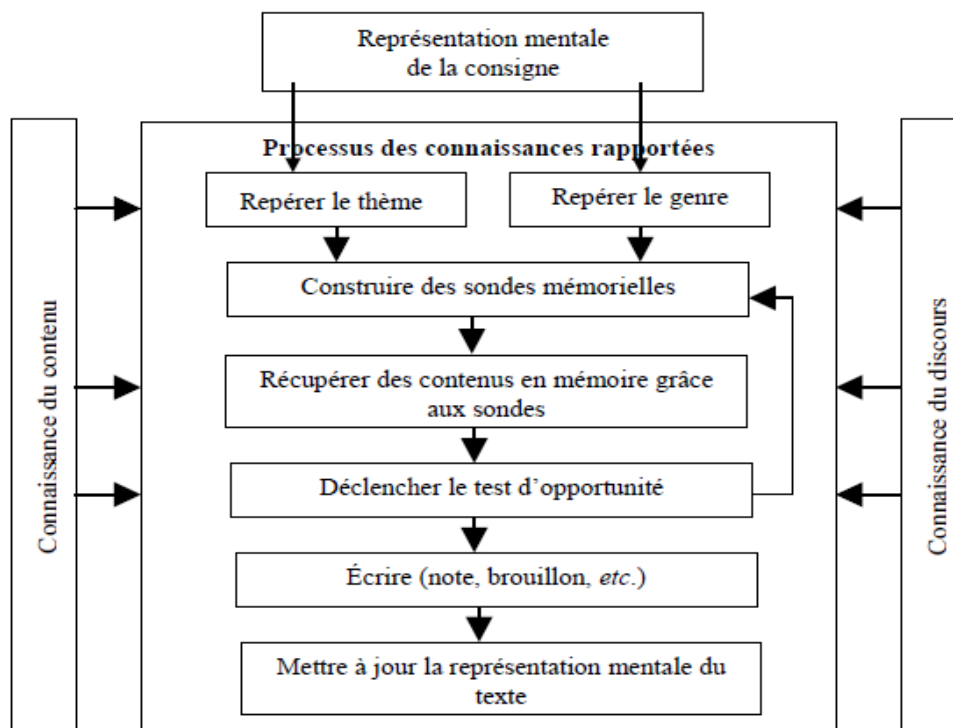 Représentation mentale
de la consigne
Processus des connaissances rapportées
Repérer le thème
Repérer le genre
Construire des sondes mémorielles
Récupérer des contenus en mémoire grâce
aux sondes
Déclencher le test d'opportunité
Écrire (note, brouillon, etc.)
Mettre à jour la représentation mentale du
texte
Connaissance du contenu
Connaissance du discours